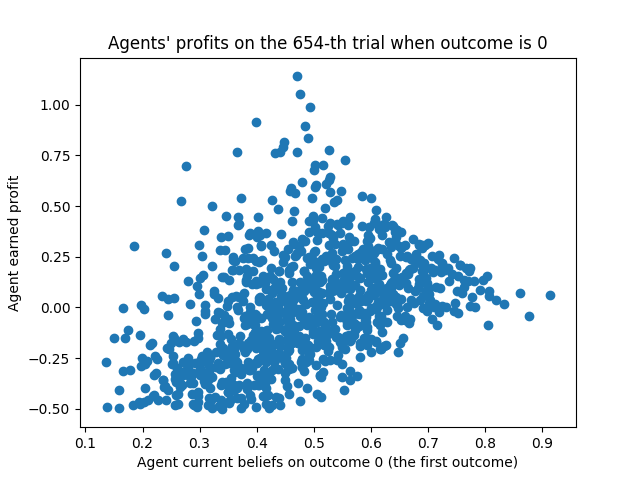 Agents' profits on the 654-th trial when outcome is 0
1.00
0.75
0.50
0.25
0.00
−0.25
−0.50
Agent earned profit
0.1 0.2 0.3 0.4 0.5 0.6 0.7 0.8 0.9
Agent current beliefs on outcome 0 (the first outcome)